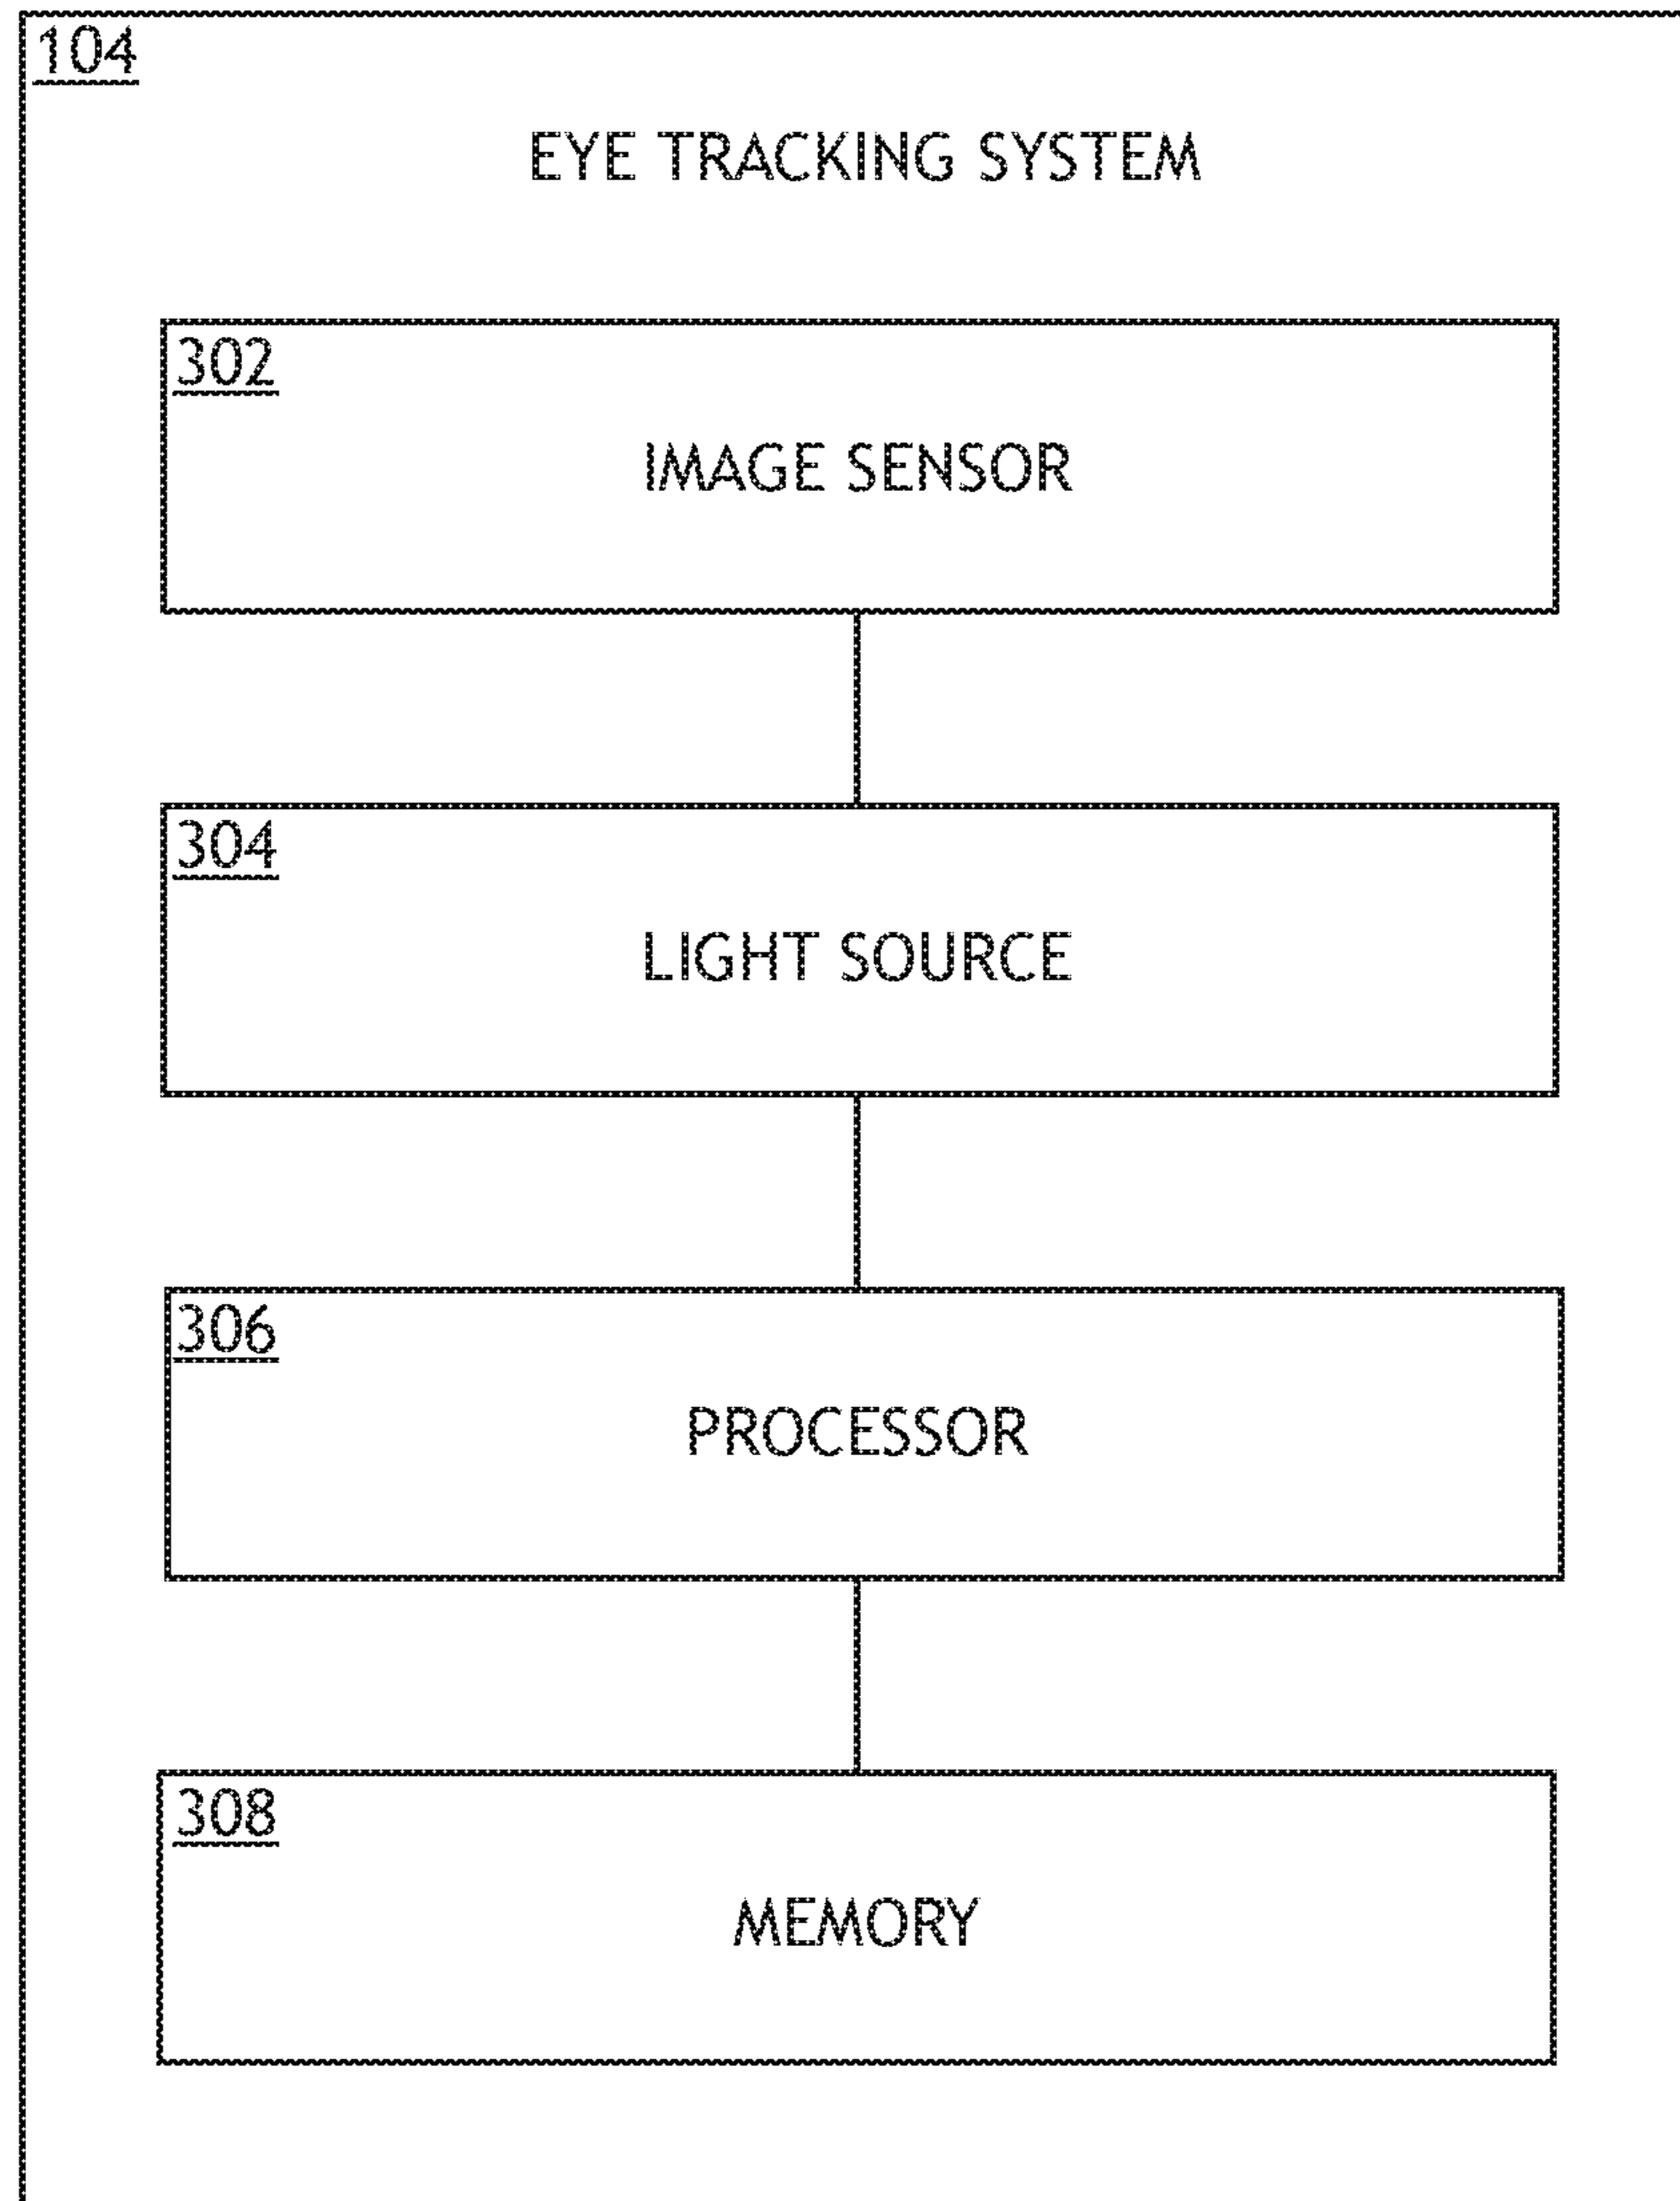 104
EYE TRACKING SYSTEM
302
IMAGE SENSOR
304
LIGHT SOURCE
306
PROCESSOR
308
MEMORY